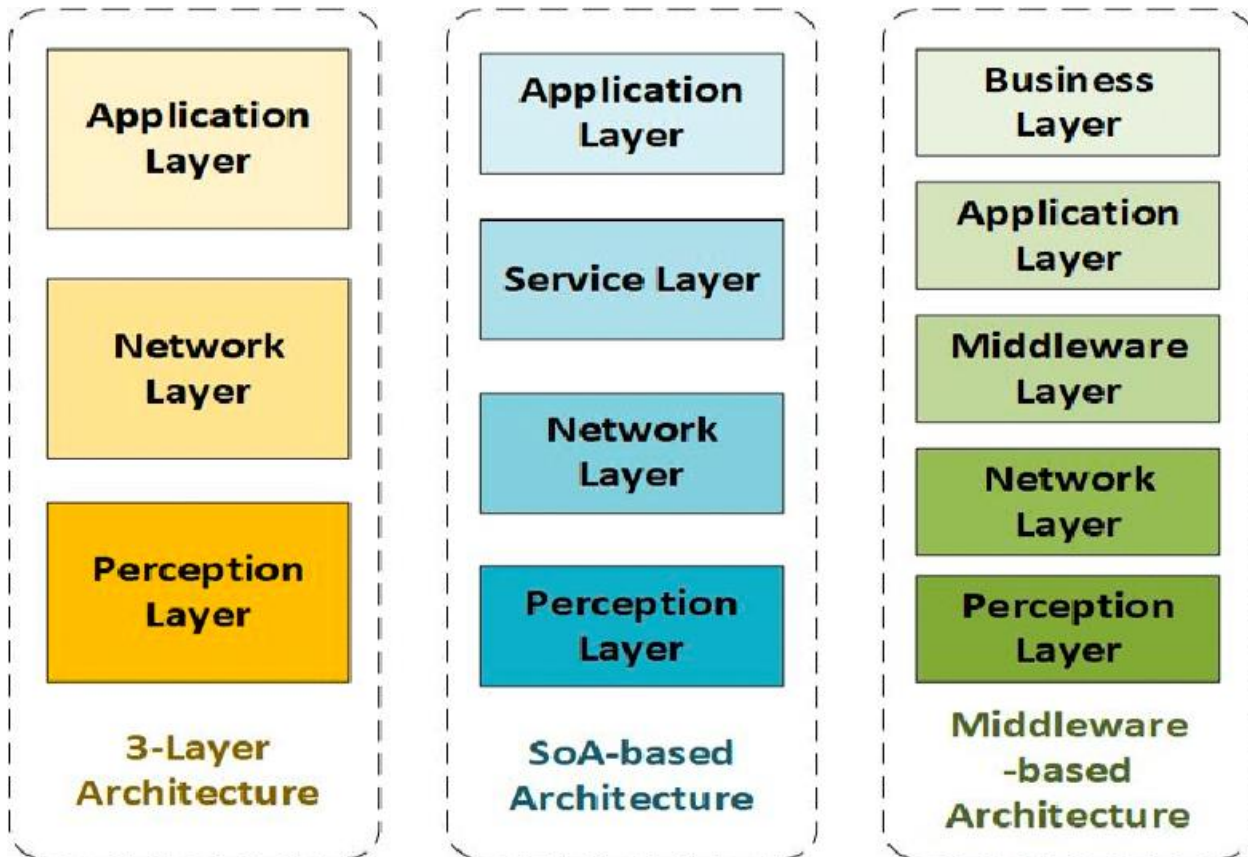 Application
Layer
Network
Layer
Perception
Layer
3-Layer
Architecture
Application
Layer
Service Layer
Network
Layer
Perception
Layer
SoA-based
Architecture
Business
Layer
Application
Layer
Middleware
Layer
Network
Layer
Perception
Layer
Middleware
-based
Architecture